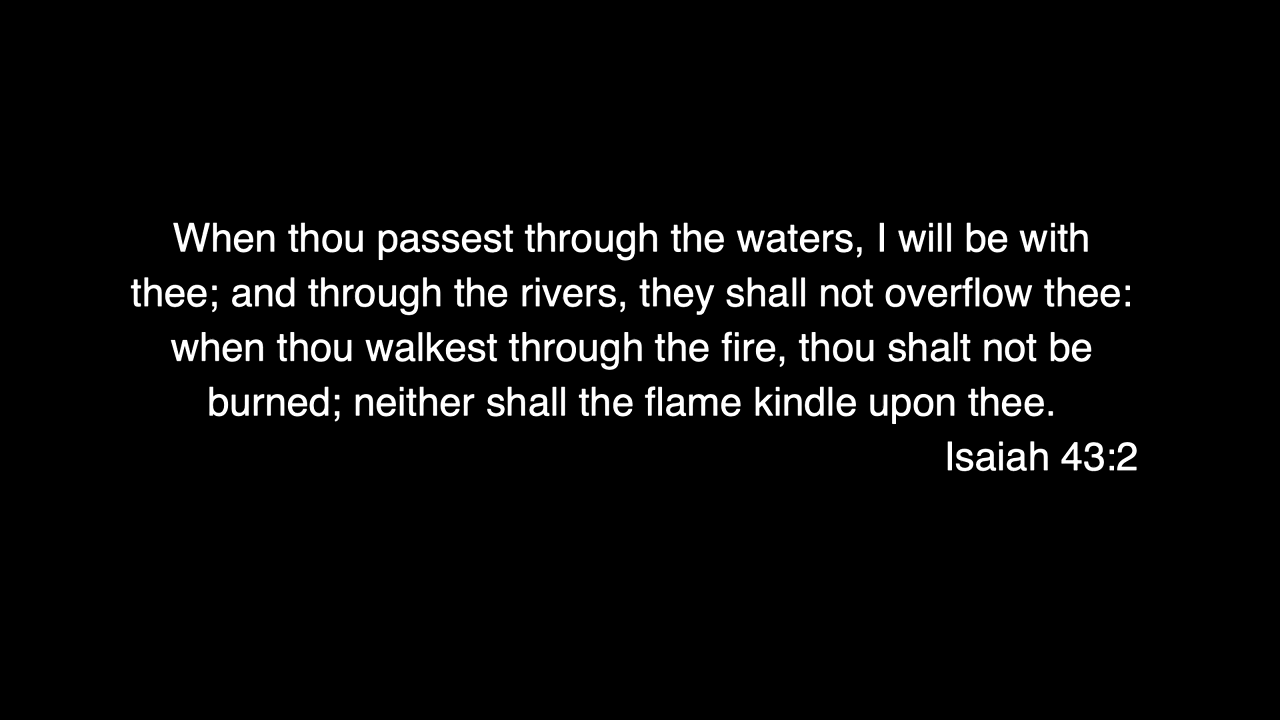 When thou passest through the waters, I will be with
thee; and through the rivers, they shall not overflow thee:
when thou walkest through the fire, thou shalt not be
burned; neither shall the flame kindle upon thee.
Isaiah 43:2